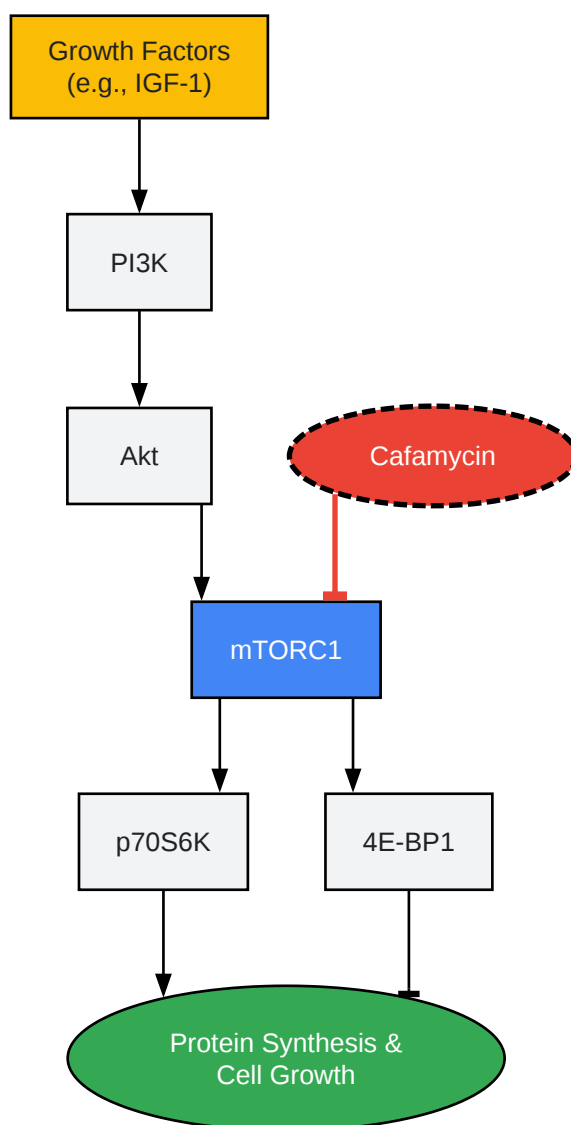 Growth Factors
(e.g., IGF-1)
PI3K
Akt
Cafamycin
mTORC1
p70S6K
4E-BP1
Protein Synthesis &
Cell Growth